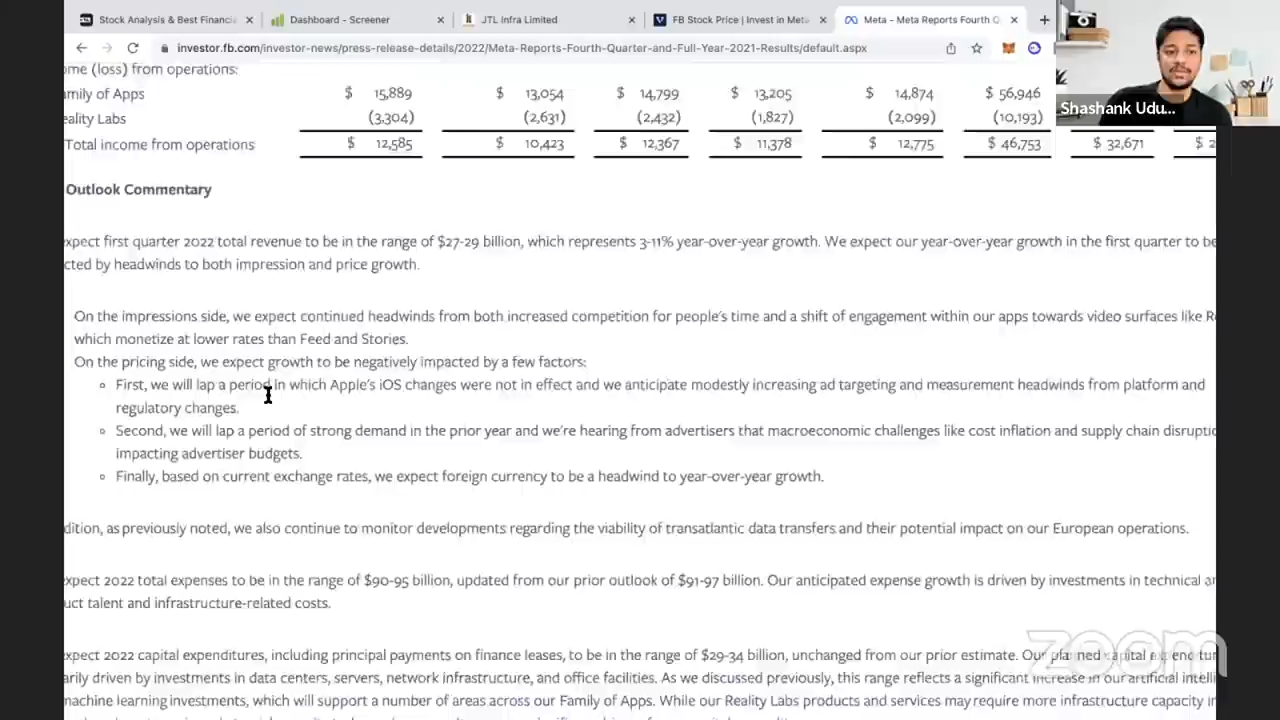 Stock Analysis & Best Financia
Dashboard - Screener
JTL Infra Limited
FB Stock Price | Invest in Meta
Meta - Meta Reports Fourth Q
investor.fb.com/investor-news/press-release-details/2022/Meta-Reports-Fourth-Quarter-and-Full-Year-2021-Results/default.aspx
Shashank Udu...
ome (loss) from operations:
amily of Apps $ 15,889 $ 13,054 $ 14,799 $ 13,205 $ 14,874 $ 56,946
eality Labs (3,304) (2,631) (2,432) (1,827) (2,099) (10,193)
Total income from operations $ 12,585 $ 10,423 $ 12,367 $ 11,378 $ 12,775 $ 46,753 $ 32,671 $ 2
Outlook Commentary
xpect first quarter 2022 total revenue to be in the range of $27-29 billion, which represents 3-11% year-over-year growth. We expect our year-over-year growth in the first quarter to be
cted by headwinds to both impression and price growth.
On the impressions side, we expect continued headwinds from both increased competition for people's time and a shift of engagement within our apps towards video surfaces like R
which monetize at lower rates than Feed and Stories.
On the pricing side, we expect growth to be negatively impacted by a few factors:
First, we will lap a period in which Apple's iOS changes were not in effect and we anticipate modestly increasing ad targeting and measurement headwinds from platform and
regulatory changes.
Second, we will lap a period of strong demand in the prior year and we're hearing from advertisers that macroeconomic challenges like cost inflation and supply chain disruptio
impacting advertiser budgets.
Finally, based on current exchange rates, we expect foreign currency to be a headwind to year-over-year growth.
dition, as previously noted, we also continue to monitor developments regarding the viability of transatlantic data transfers and their potential impact on our European operations.
xpect 2022 total expenses to be in the range of $90-95 billion, updated from our prior outlook of $91-97 billion. Our anticipated expense growth is driven by investments in technical a
uct talent and infrastructure-related costs.
xpect 2022 capital expenditures, including principal payments on finance leases, to be in the range of $29-34 billion, unchanged from our prior estimate. Our planned capital expenditur
arily driven by investments in data centers, servers, network infrastructure, and office facilities. As we discussed previously, this range reflects a significant increase in our artificial intelli
machine learning investments, which will support a number of areas across our Family of Apps. While our Reality Labs products and services may require more infrastructure capacity in
zoom